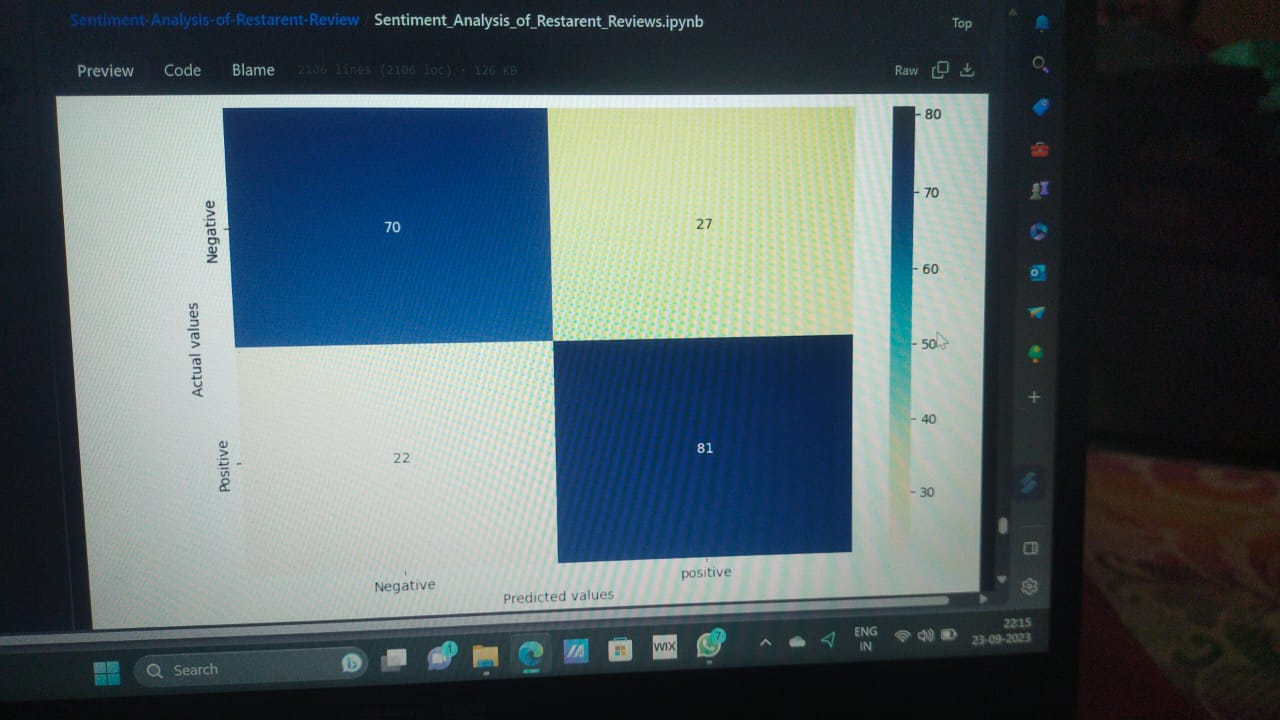 Sentiment-Analysis-of-Restarent-Review / Sentiment_Analysis_of_Restarent_Reviews.ipynb
Top
Preview Code Blame 2106 lines (2106 loc) · 126 KB
Raw
80
70
60
50
40
30
Negative
Actual values
Positive
70
27
22
81
Negative
positive
Predicted values
Search
1
WIX
7
ENG
IN
22:15
23-09-2023